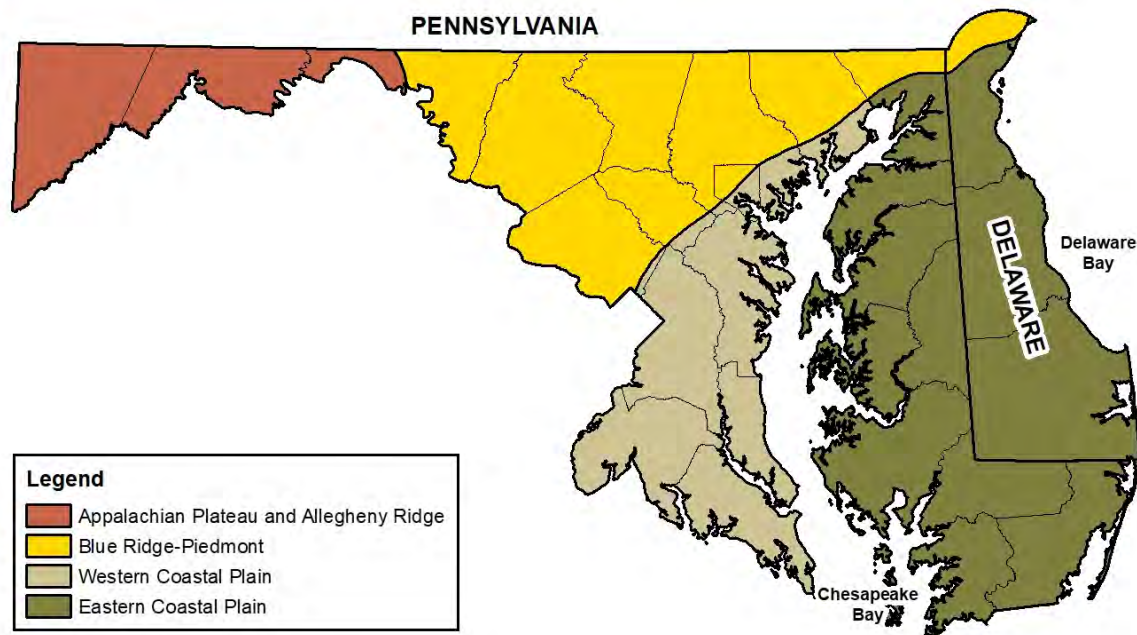 PENNSYLVANIA
DELAWARE
Delaware
Bay
Chesapeake
Bay
Legend
Appalachian Plateau and Allegheny Ridge
Blue Ridge-Piedmont
Western Coastal Plain
Eastern Coastal Plain